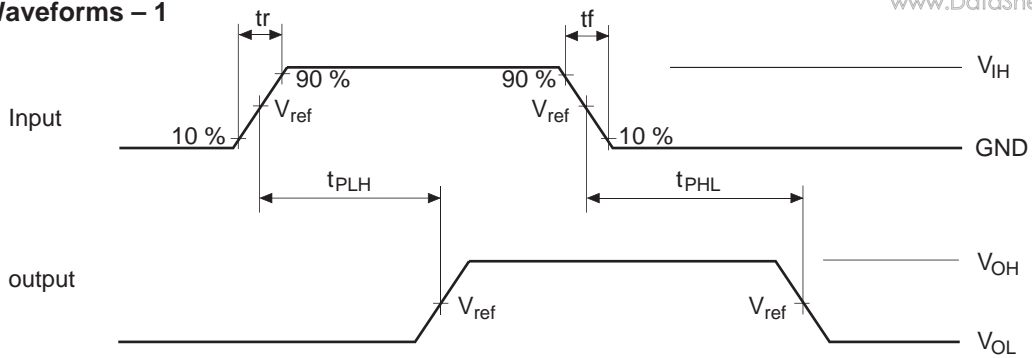 Waveforms – 1
www.DataShe
tr
tf
90 %
90 %
VIH
Input
Vref
Vref
10 %
10 %
GND
tPLH
tPHL
VOH
output
Vref
Vref
VOL